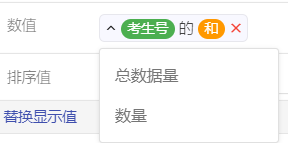 数值 考生号 的 和
总数据量
排序值
数量
替换显示值